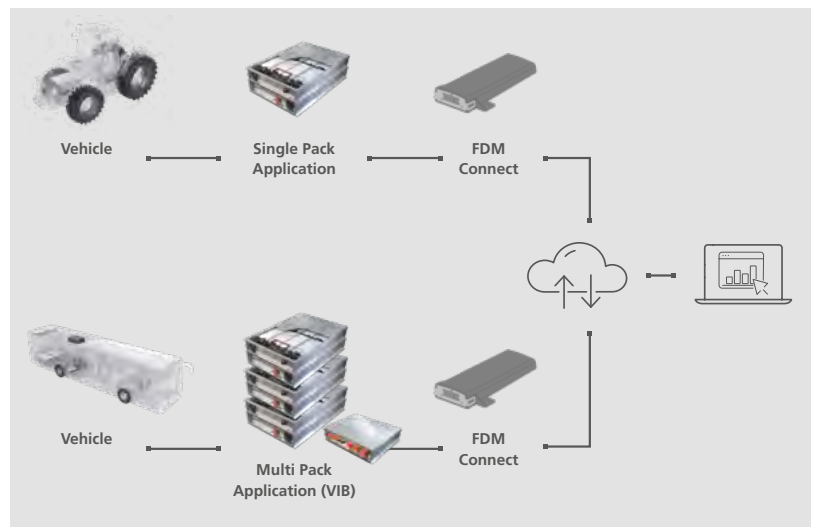 Vehicle
Single Pack
Application
FDM
Connect
Vehicle
Multi Pack
Application (VIB)
FDM
Connect